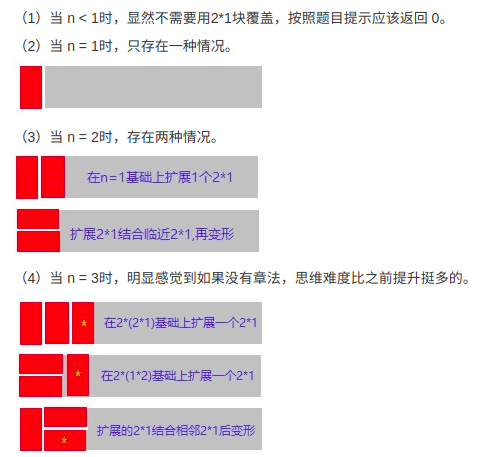 （1）当 n < 1时，显然不需要用2*1块覆盖，按照题目提示应该返回 0。
（2）当 n = 1时，只存在一种情况。
（3）当 n = 2时，存在两种情况。
在n=1基础上扩展1个2*1
扩展2*1结合临近2*1,再变形
（4）当 n = 3时，明显感觉到如果没有章法，思维难度比之前提升挺多的。
* 在2*(2*1)基础上扩展一个2*1
* 在2*(1*2)基础上扩展一个2*1
* 扩展的2*1结合相邻2*1后变形